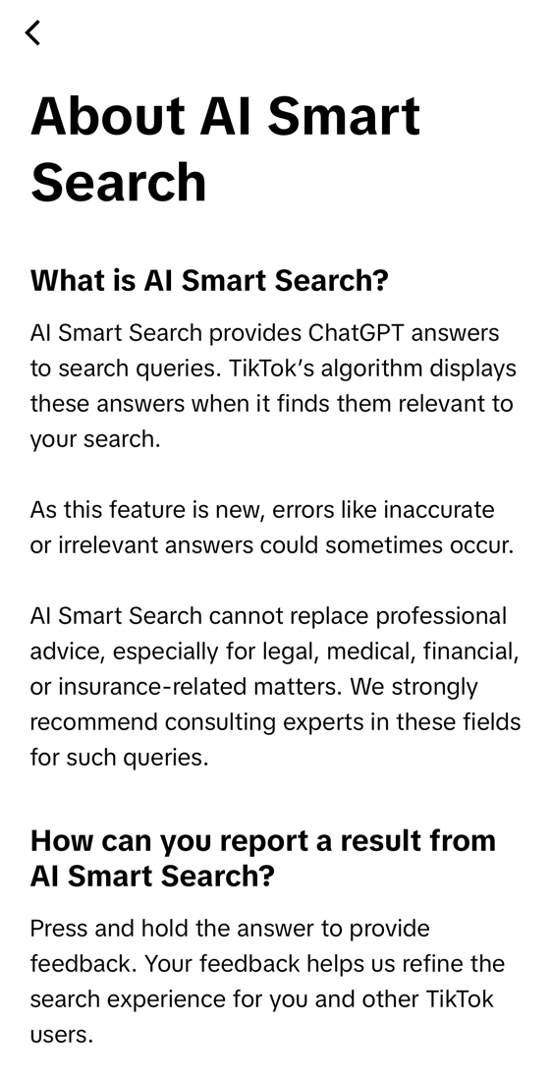 About AI Smart
Search
What is AI Smart Search?
AI Smart Search provides ChatGPT answers
to search queries. TikTok’s algorithm displays
these answers when it finds them relevant to
your search.
As this feature is new, errors like inaccurate
or irrelevant answers could sometimes occur.
AI Smart Search cannot replace professional
advice, especially for legal, medical, financial,
or insurance-related matters. We strongly
recommend consulting experts in these fields
for such queries.
How can you report a result from
AI Smart Search?
Press and hold the answer to provide
feedback. Your feedback helps us refine the
search experience for you and other TikTok
users.